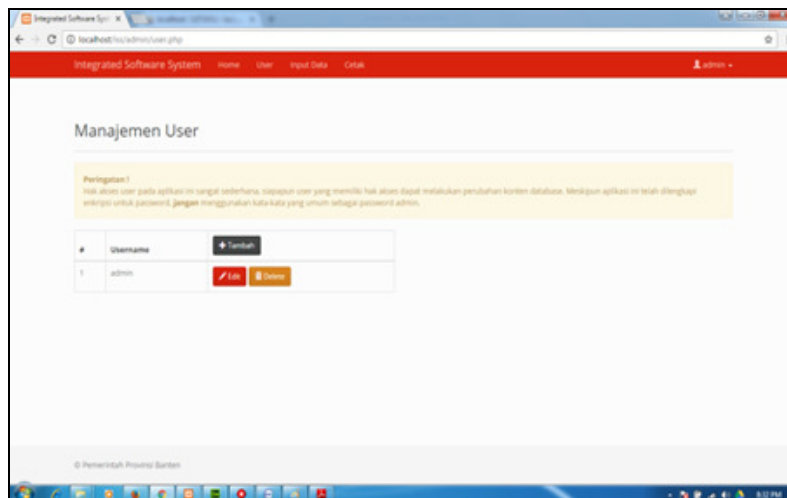 Integrated Software Sys
localhost/iss/admin/user.php
Integrated Software System Home User Input Data Cetak admin
Manajemen User
Peringatan !
Hak akses user pada aplikasi ini sangat sederhana, siapapun user yang memiliki hak akses dapat melakukan perubahan konten database. Meskipun aplikasi ini telah dilengkapi
enkripsi untuk password, jangan menggunakan kata-kata yang umum sebagai password admin.
# Username Tambah
1 admin Edit Delete
© Pemerintah Provinsi Banten
8:32 PM